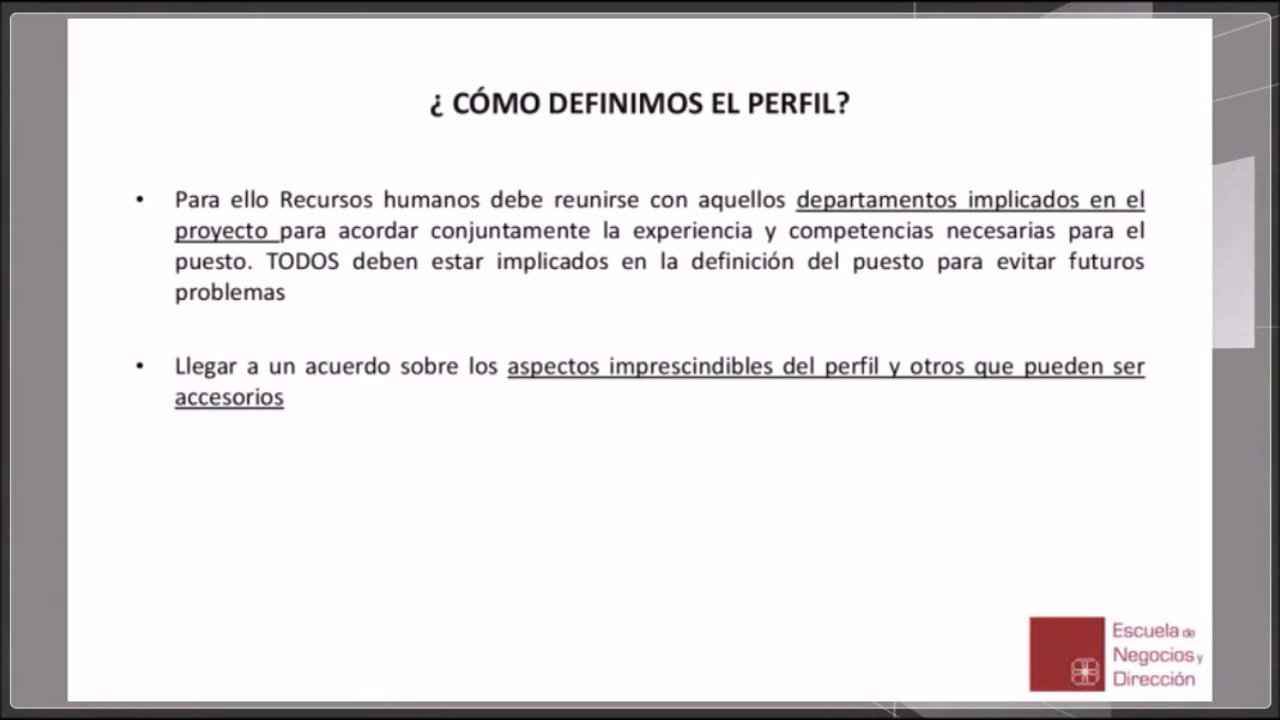 ¿ CÓMO DEFINIMOS EL PERFIL?
• Para ello Recursos humanos debe reunirse con aquellos departamentos implicados en el
proyecto para acordar conjuntamente la experiencia y competencias necesarias para el
puesto. TODOS deben estar implicados en la definición del puesto para evitar futuros
problemas
• Llegar a un acuerdo sobre los aspectos imprescindibles del perfil y otros que pueden ser
accesorios
Escuela de
Negocios y
Dirección